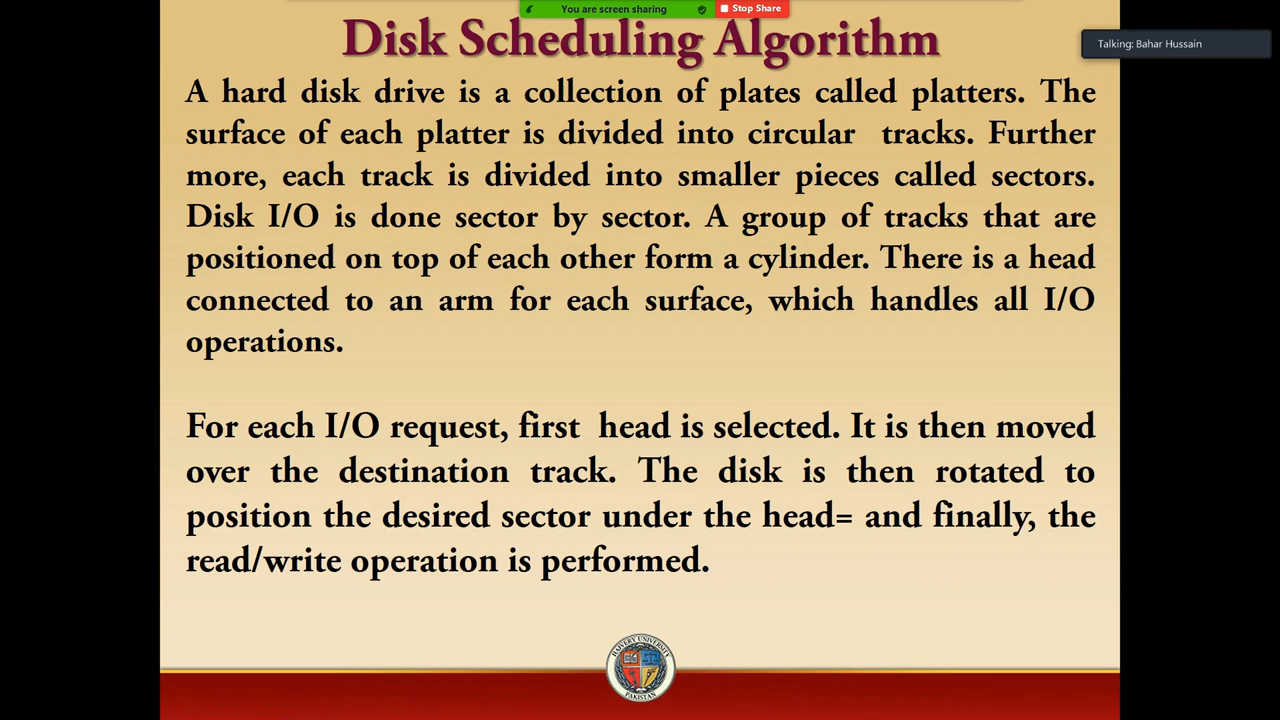 You are screen sharing
Stop Share
Disk Scheduling Algorithm
Talking: Bahar Hussain
A hard disk drive is a collection of plates called platters. The
surface of each platter is divided into circular tracks. Further
more, each track is divided into smaller pieces called sectors.
Disk I/O is done sector by sector. A group of tracks that are
positioned on top of each other form a cylinder. There is a head
connected to an arm for each surface, which handles all I/O
operations.
For each I/O request, first head is selected. It is then moved
over the destination track. The disk is then rotated to
position the desired sector under the head= and finally, the
read/write operation is performed.
UNIVERSITY
PAKISTAN